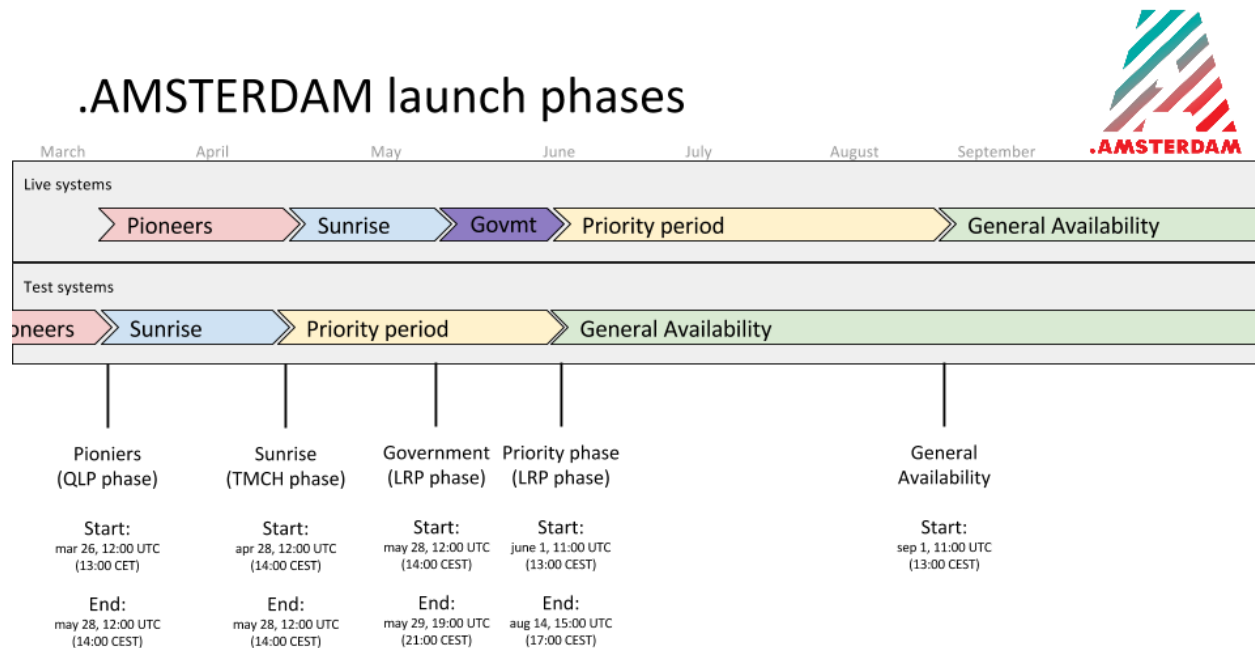 .AMSTERDAM launch phases
.AMSTERDAM
March April May June July August September
Live systems
Pioneers Sunrise Govmt Priority period General Availability
Test systems
oneers Sunrise Priority period General Availability
Pioniers
(QLP phase)
Start:
mar 26, 12:00 UTC
(13:00 CET)
End:
may 28, 12:00 UTC
(14:00 CEST)
Sunrise
(TMCH phase)
Start:
apr 28, 12:00 UTC
(14:00 CEST)
End:
may 28, 12:00 UTC
(14:00 CEST)
Government
(LRP phase)
Start:
may 28, 12:00 UTC
(14:00 CEST)
End:
may 29, 19:00 UTC
(21:00 CEST)
Priority phase
(LRP phase)
Start:
june 1, 11:00 UTC
(13:00 CEST)
End:
aug 14, 15:00 UTC
(17:00 CEST)
General
Availability
Start:
sep 1, 11:00 UTC
(13:00 CEST)